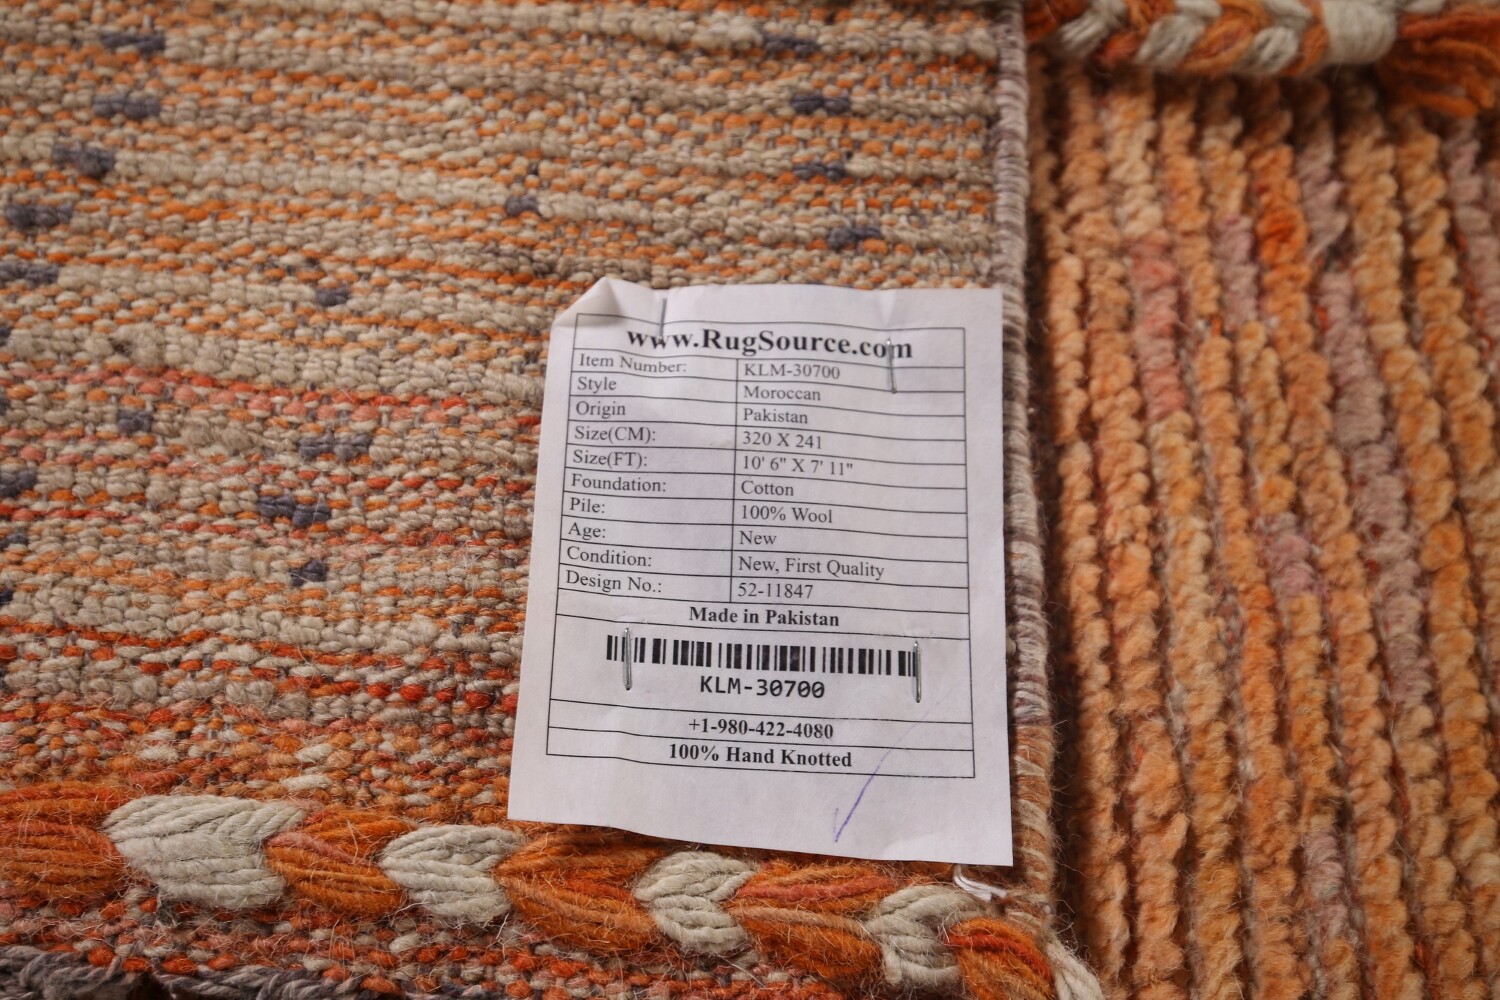 www.RugSource.com
Item Number: KLM-30700
Style Moroccan
Origin Pakistan
Size(CM): 320 X 241
Size(FT): 10' 6" X 7' 11"
Foundation: Cotton
Pile: 100% Wool
Age: New
Condition: New, First Quality
Design No.: 52-11847
Made in Pakistan
KLM-30700
+1-980-422-4080
100% Hand Knotted